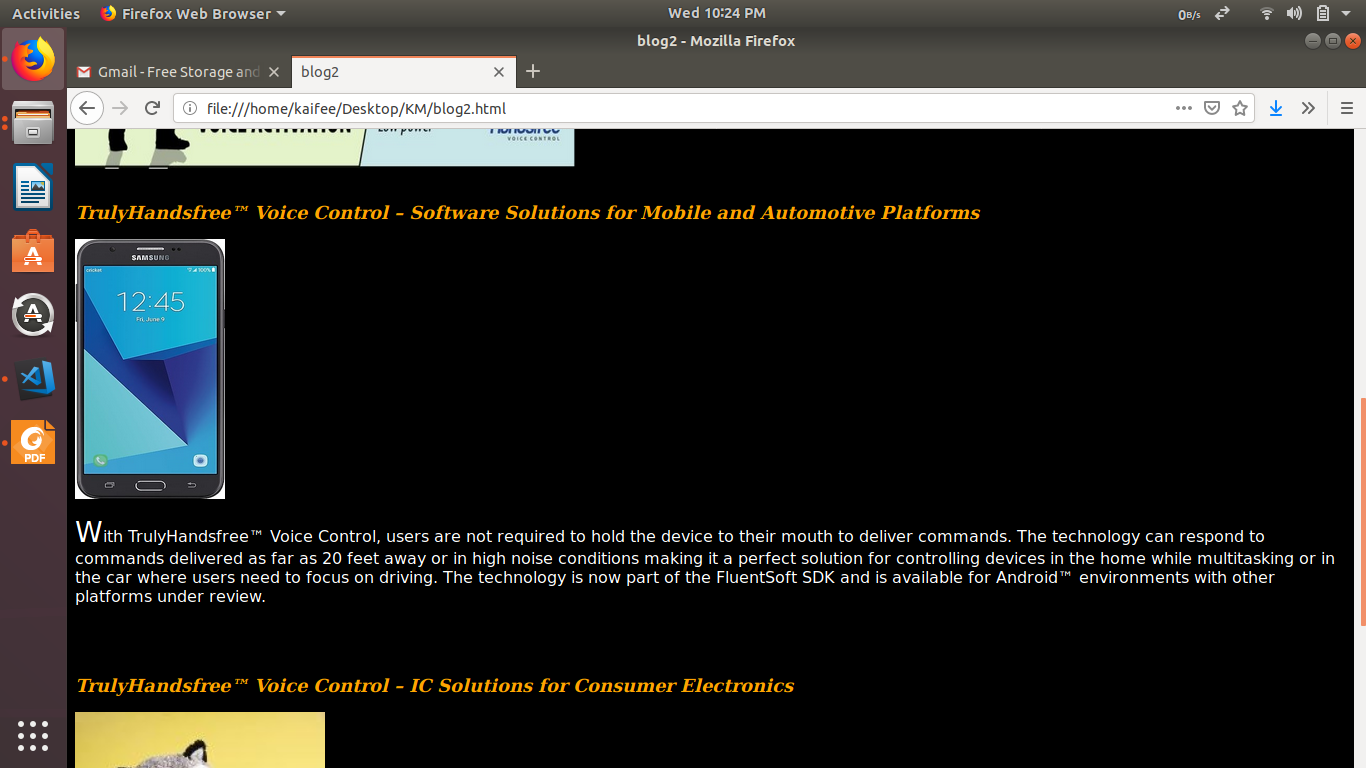 Activities
Firefox Web Browser
Wed 10:24 PM
0B/s
blog2 - Mozilla Firefox
Gmail - Free Storage and
blog2
file:///home/kaifee/Desktop/KM/blog2.html
VOICE ACTIVATION
Low power
Handsfree
VOICE CONTROL
TrulyHandsfree™ Voice Control – Software Solutions for Mobile and Automotive Platforms
SAMSUNG
cricket
100%
12:45
Fri, June 9
With TrulyHandsfree™ Voice Control, users are not required to hold the device to their mouth to deliver commands. The technology can respond to
commands delivered as far as 20 feet away or in high noise conditions making it a perfect solution for controlling devices in the home while multitasking or in
the car where users need to focus on driving. The technology is now part of the FluentSoft SDK and is available for Android™ environments with other
platforms under review.
TrulyHandsfree™ Voice Control – IC Solutions for Consumer Electronics
PDF